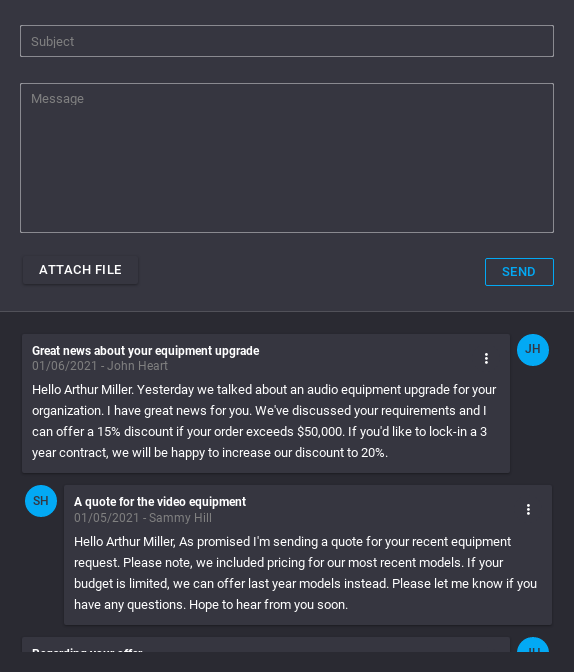 Subject
Message
ATTACH FILE
SEND
Great news about your equipment upgrade
JH
01/06/2021 - John Heart
Hello Arthur Miller. Yesterday we talked about an audio equipment upgrade for your
organization. I have great news for you. We've discussed your requirements and I
can offer a 15% discount if your order exceeds $50,000. If you'd like to lock-in a 3
year contract, we will be happy to increase our discount to 20%.
SH
A quote for the video equipment
01/05/2021 - Sammy Hill
Hello Arthur Miller, As promised I'm sending a quote for your recent equipment
request. Please note, we included pricing for our most recent models. If your
budget is limited, we can offer last year models instead. Please let me know if you
have any questions. Hope to hear from you soon.
Regarding your offer
JH